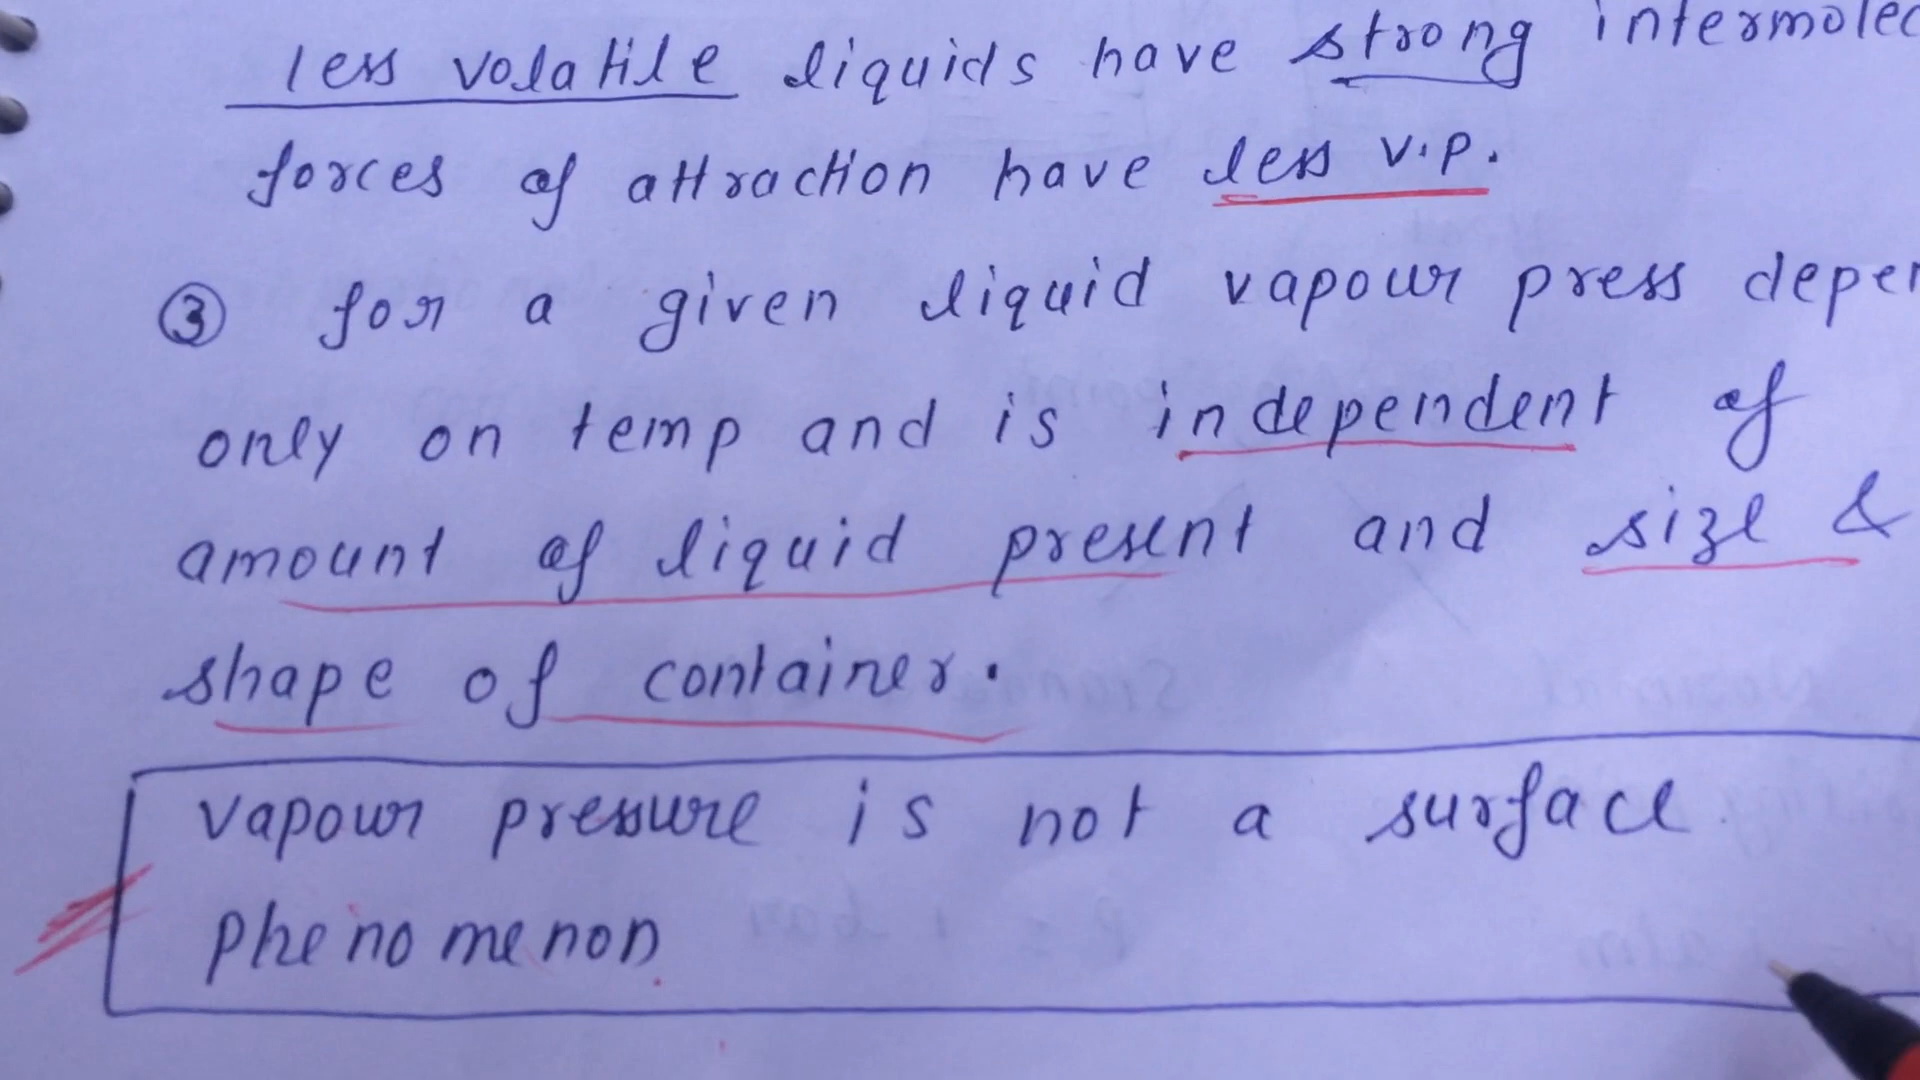 less volatile liquids have strong intermolec
forces of attraction have less v.p.
③ for a given liquid vapour press depen
only on temp and is independent of
amount of liquid present and size &
shape of container.
vapour pressure is not a surface
phenomenon